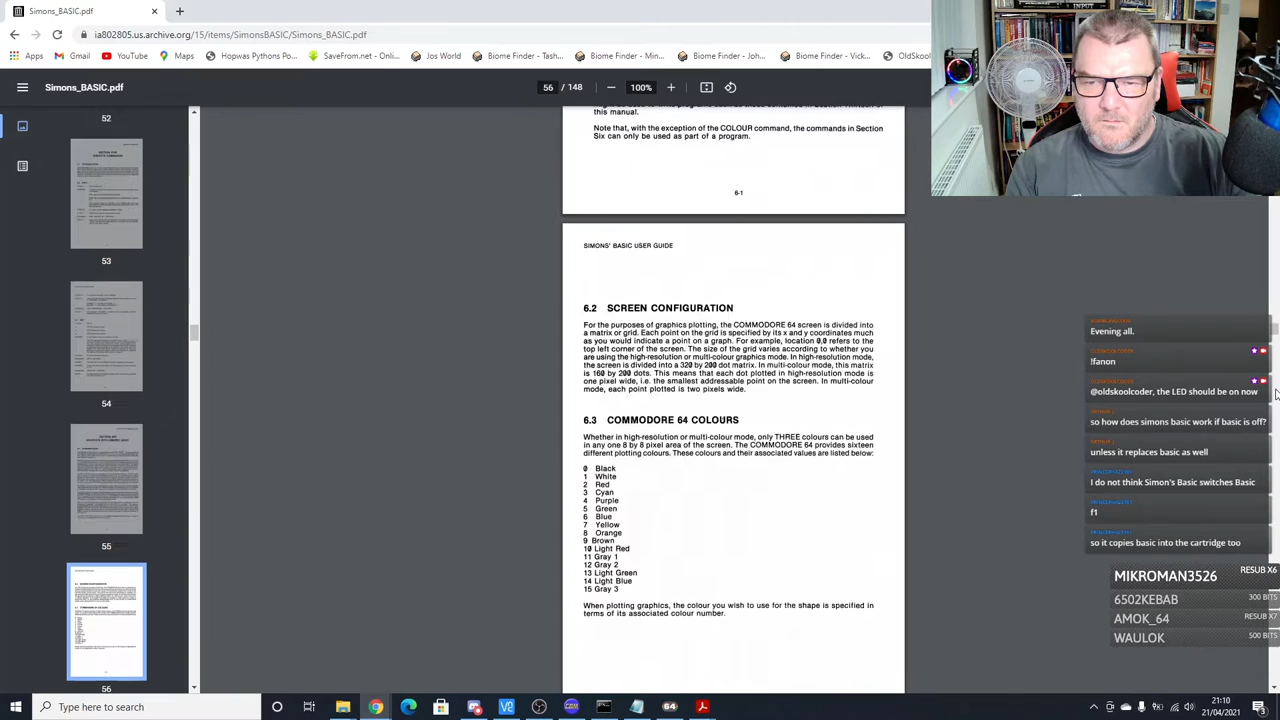 Simons_BASIC.pdf
ia802805.us.archive.org/15/items/SimonsBASIC/Simons_BASIC.pdf
Apps
Gmail
YouTube
Maps
Holovas Privacy Pol...
SaveFrom.net - Onli...
Jos World
Biome Finder - Tash...
Biome Finder - Min...
Biome Finder - Joh...
Biome Finder - Vick...
OldSkool
Simons_BASIC.pdf
56 / 148
100%
INPUT
52
53
54
55
56
this manual.
Note that, with the exception of the COLOUR command, the commands in Section
Six can only be used as part of a program.
6-1
SIMONS' BASIC USER GUIDE
6.2 SCREEN CONFIGURATION
For the purposes of graphics plotting, the COMMODORE 64 screen is divided into
a matrix or grid. Each point on the grid is specified by its x and y coordinates much
as you would indicate a point on a graph. For example, location 0,0 refers to the
top left corner of the screen. The size of the grid varies according to whether you
are using the high-resolution or multi-colour graphics mode. In high-resolution mode,
the screen is divided into a 320 by 200 dot matrix. In multi-colour mode, this matrix
is 160 by 200 dots. This means that each dot plotted in high-resolution mode is
one pixel wide, i.e. the smallest addressable point on the screen. In multi-colour
mode, each point plotted is two pixels wide.
6.3 COMMODORE 64 COLOURS
Whether in high-resolution or multi-colour mode, only THREE colours can be used
in any one 8 by 8 pixel area of the screen. The COMMODORE 64 provides sixteen
different plotting colours. These colours and their associated values are listed below:
0 Black
1 White
2 Red
3 Cyan
4 Purple
5 Green
6 Blue
7 Yellow
8 Orange
9 Brown
10 Light Red
11 Gray 1
12 Gray 2
13 Light Green
14 Light Blue
15 Gray 3
When plotting graphics, the colour you wish to use for the shape is specified in
terms of its associated colour number.
Evening all.
OLDSKOOLCODER
!fanon
OLDSKOOLCODER
@oldskoolcoder, the LED should be on now
so how does simons basic work if basic is off?
unless it replaces basic as well
I do not think Simon's Basic switches Basic
f1
so it copies basic into the cartridge too
MIKROMAN3526 RESUB X6
6502KEBAB 300 BITS
AMOK_64 RESUB X7
WAULOK 500 BITS
Type here to search
64
21:10
21/04/2021